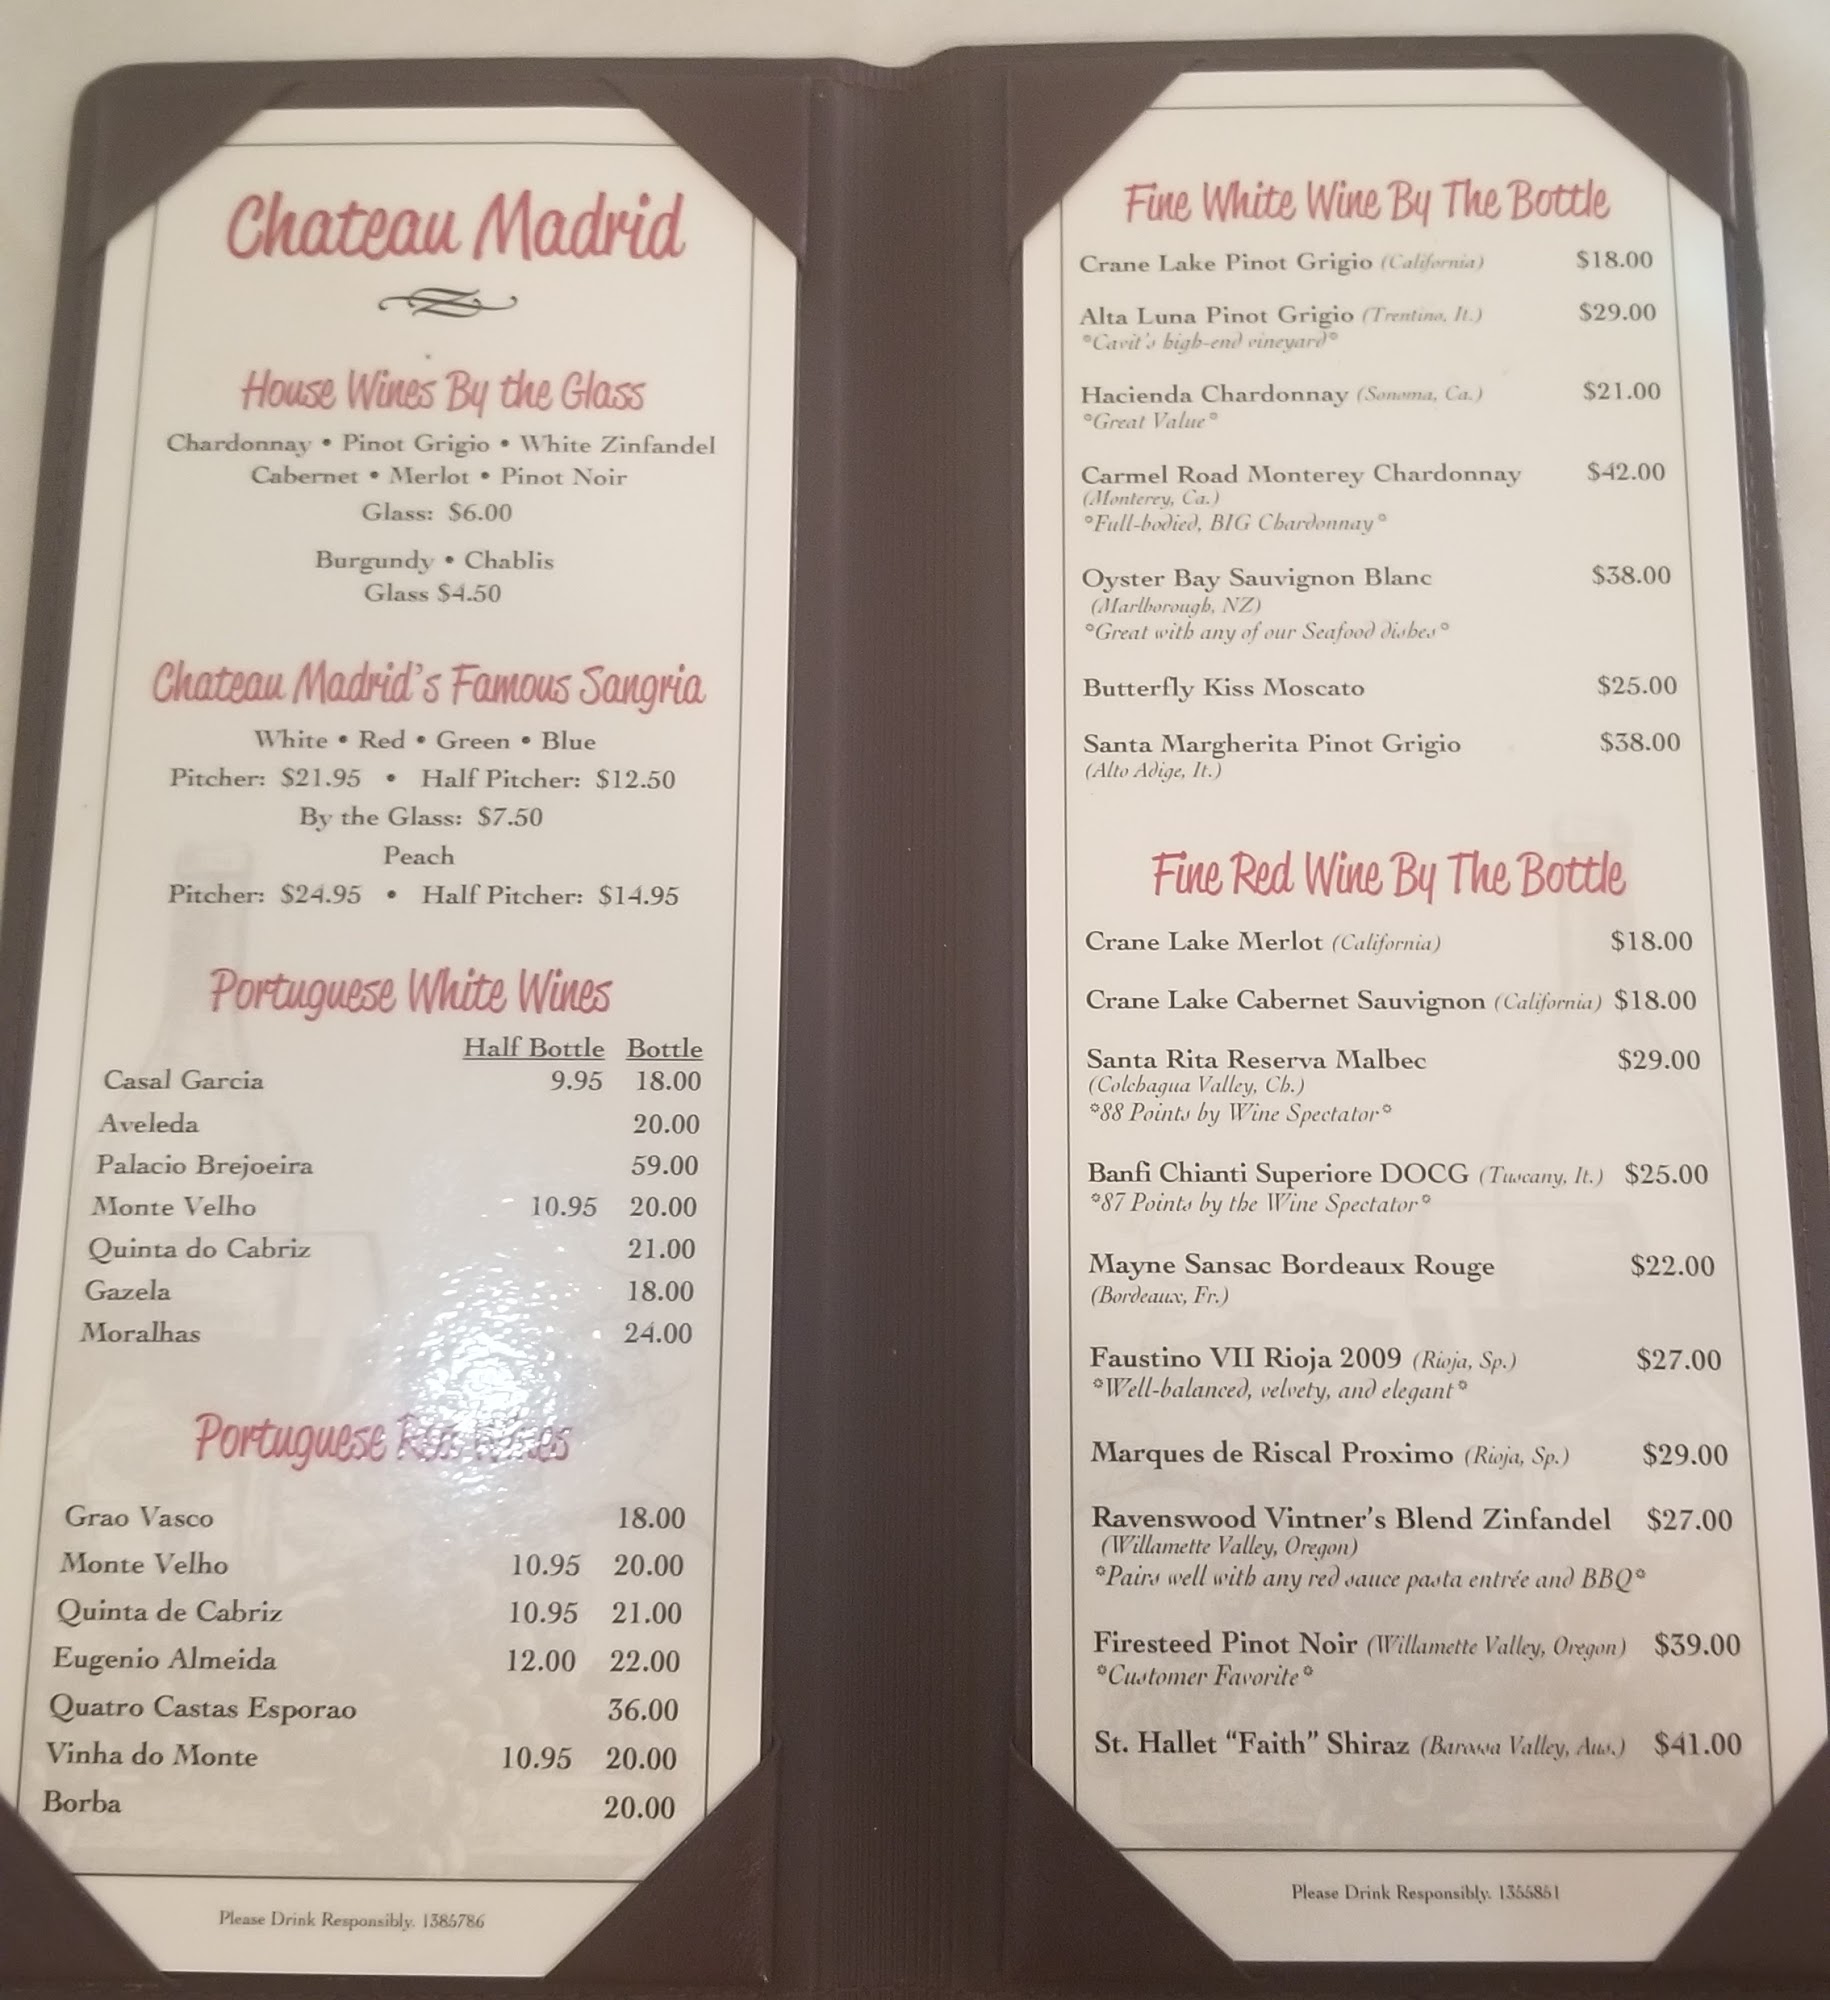 Chateau Madrid
House Wines By the Glass
Chardonnay • Pinot Grigio • White Zinfandel
Cabernet • Merlot • Pinot Noir
Glass: $6.00
Burgundy • Chablis
Glass $4.50
Chateau Madrid's Famous Sangria
White • Red • Green • Blue
Pitcher: $21.95 • Half Pitcher: $12.50
By the Glass: $7.50
Peach
Pitcher: $24.95 • Half Pitcher: $14.95
Portuguese White Wines
Half Bottle Bottle
Casal Garcia 9.95 18.00
Aveleda 20.00
Palacio Brejoeira 59.00
Monte Velho 10.95 20.00
Quinta do Cabriz 21.00
Gazela 18.00
Moralhas 24.00
Portuguese Red Wines
Grao Vasco 18.00
Monte Velho 10.95 20.00
Quinta de Cabriz 10.95 21.00
Eugenio Almeida 12.00 22.00
Quatro Castas Esporao 36.00
Vinha do Monte 10.95 20.00
Borba 20.00
Please Drink Responsibly. 1385786
Fine White Wine By The Bottle
Crane Lake Pinot Grigio (California) $18.00
Alta Luna Pinot Grigio (Trentino, It.) $29.00
*Cavit's high-end vineyard*
Hacienda Chardonnay (Sonoma, Ca.) $21.00
*Great Value*
Carmel Road Monterey Chardonnay $42.00
(Monterey, Ca.)
*Full-bodied, BIG Chardonnay*
Oyster Bay Sauvignon Blanc $38.00
(Marlborough, NZ)
*Great with any of our Seafood dishes*
Butterfly Kiss Moscato $25.00
Santa Margherita Pinot Grigio $38.00
(Alto Adige, It.)
Fine Red Wine By The Bottle
Crane Lake Merlot (California) $18.00
Crane Lake Cabernet Sauvignon (California) $18.00
Santa Rita Reserva Malbec $29.00
(Colchagua Valley, Ch.)
*88 Points by Wine Spectator*
Banfi Chianti Superiore DOCG (Tuscany, It.) $25.00
*87 Points by the Wine Spectator*
Mayne Sansac Bordeaux Rouge $22.00
(Bordeaux, Fr.)
Faustino VII Rioja 2009 (Rioja, Sp.) $27.00
*Well-balanced, velvety, and elegant*
Marques de Riscal Proximo (Rioja, Sp.) $29.00
Ravenswood Vintner's Blend Zinfandel $27.00
(Willamette Valley, Oregon)
*Pairs well with any red sauce pasta entrée and BBQ*
Firesteed Pinot Noir (Willamette Valley, Oregon) $39.00
*Customer Favorite*
St. Hallet “Faith” Shiraz (Barossa Valley, Aus.) $41.00
Please Drink Responsibly. 1355851